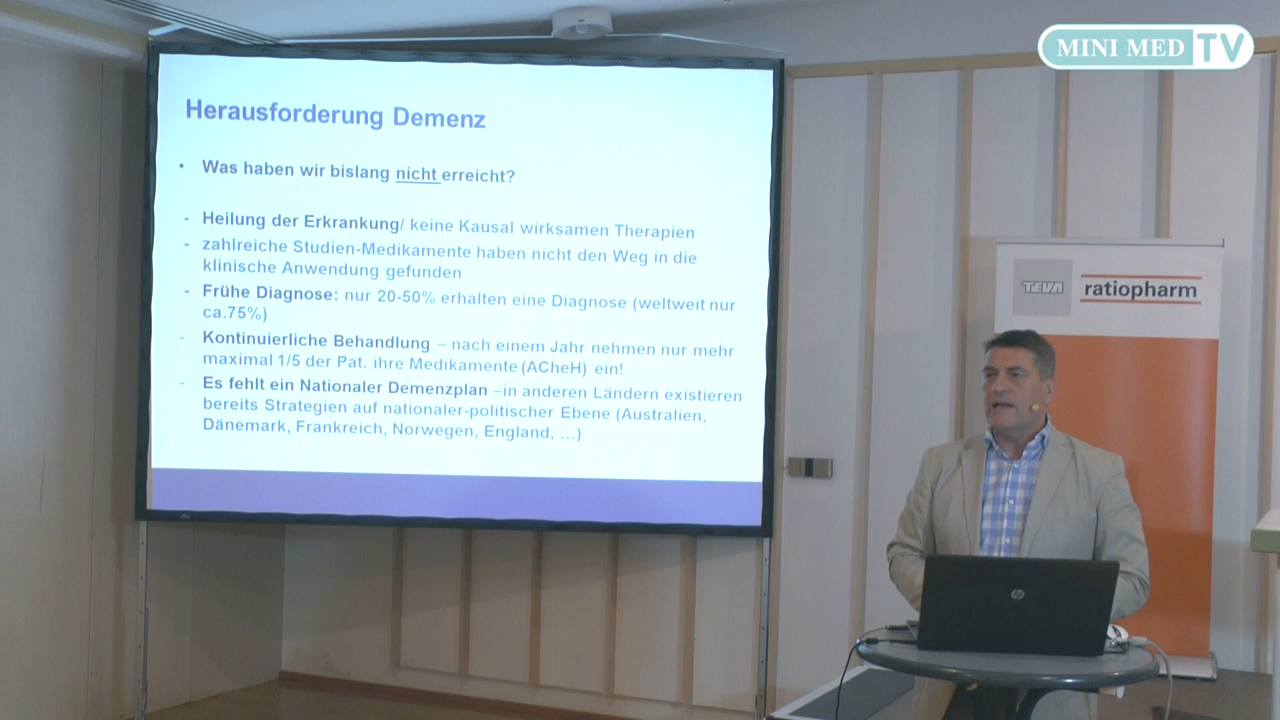 MINI MED TV
Herausforderung Demenz
• Was haben wir bislang nicht erreicht?
- Heilung der Erkrankung/ keine Kausal wirksamen Therapien
- zahlreiche Studien-Medikamente haben nicht den Weg in die
klinische Anwendung gefunden
- Frühe Diagnose: nur 20-50% erhalten eine Diagnose (weltweit nur
ca.75%)
- Kontinuierliche Behandlung – nach einem Jahr nehmen nur mehr
maximal 1/5 der Pat. ihre Medikamente (ACheH) ein!
- Es fehlt ein Nationaler Demenzplan –in anderen Ländern existieren
bereits Strategien auf nationaler-politischer Ebene (Australien,
Dänemark, Frankreich, Norwegen, England, …)
TEVA
ratiopharm
hp